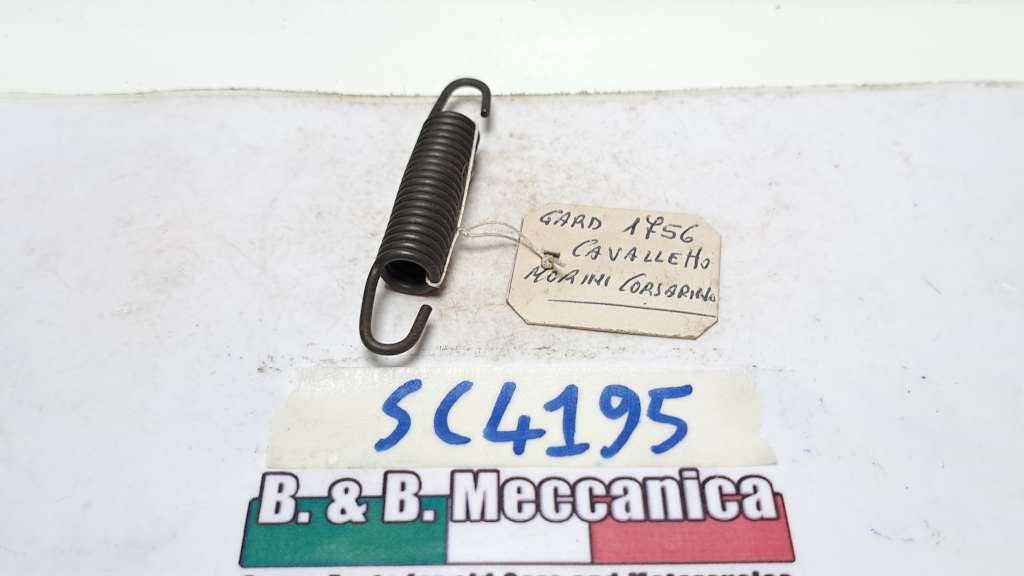 GARD 1756
CAVALLETTO
MORINI CORSARINO
SC4195
B. & B. Meccanica